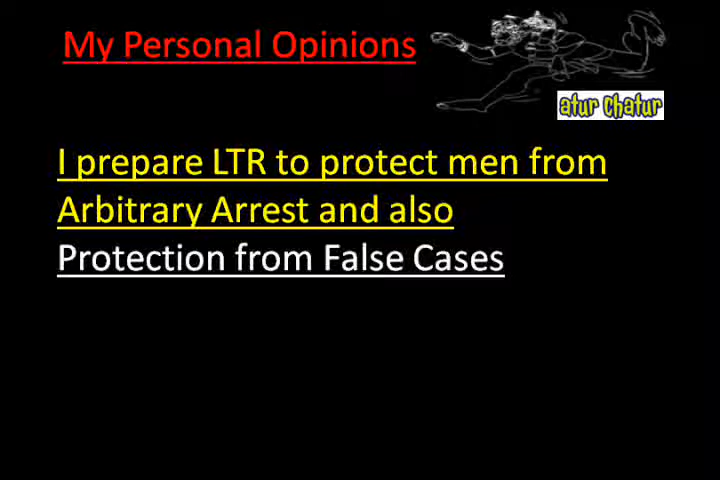 My Personal Opinions
atur chatur
I prepare LTR to protect men from
Arbitrary Arrest and also
Protection from False Cases